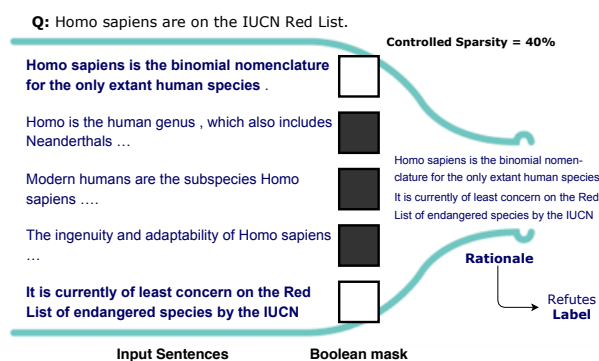 Q: Homo sapiens are on the IUCN Red List.
Controlled Sparsity = 40%
Homo sapiens is the binomial nomenclature
for the only extant human species .
Homo is the human genus , which also includes
Neanderthals …
Modern humans are the subspecies Homo
sapiens ….
The ingenuity and adaptability of Homo sapiens
…
It is currently of least concern on the Red
List of endangered species by the IUCN
Homo sapiens is the binomial nomen-
clature for the only extant human species
It is currently of least concern on the Red
List of endangered species by the IUCN
Rationale
Refutes
Label
Input Sentences
Boolean mask